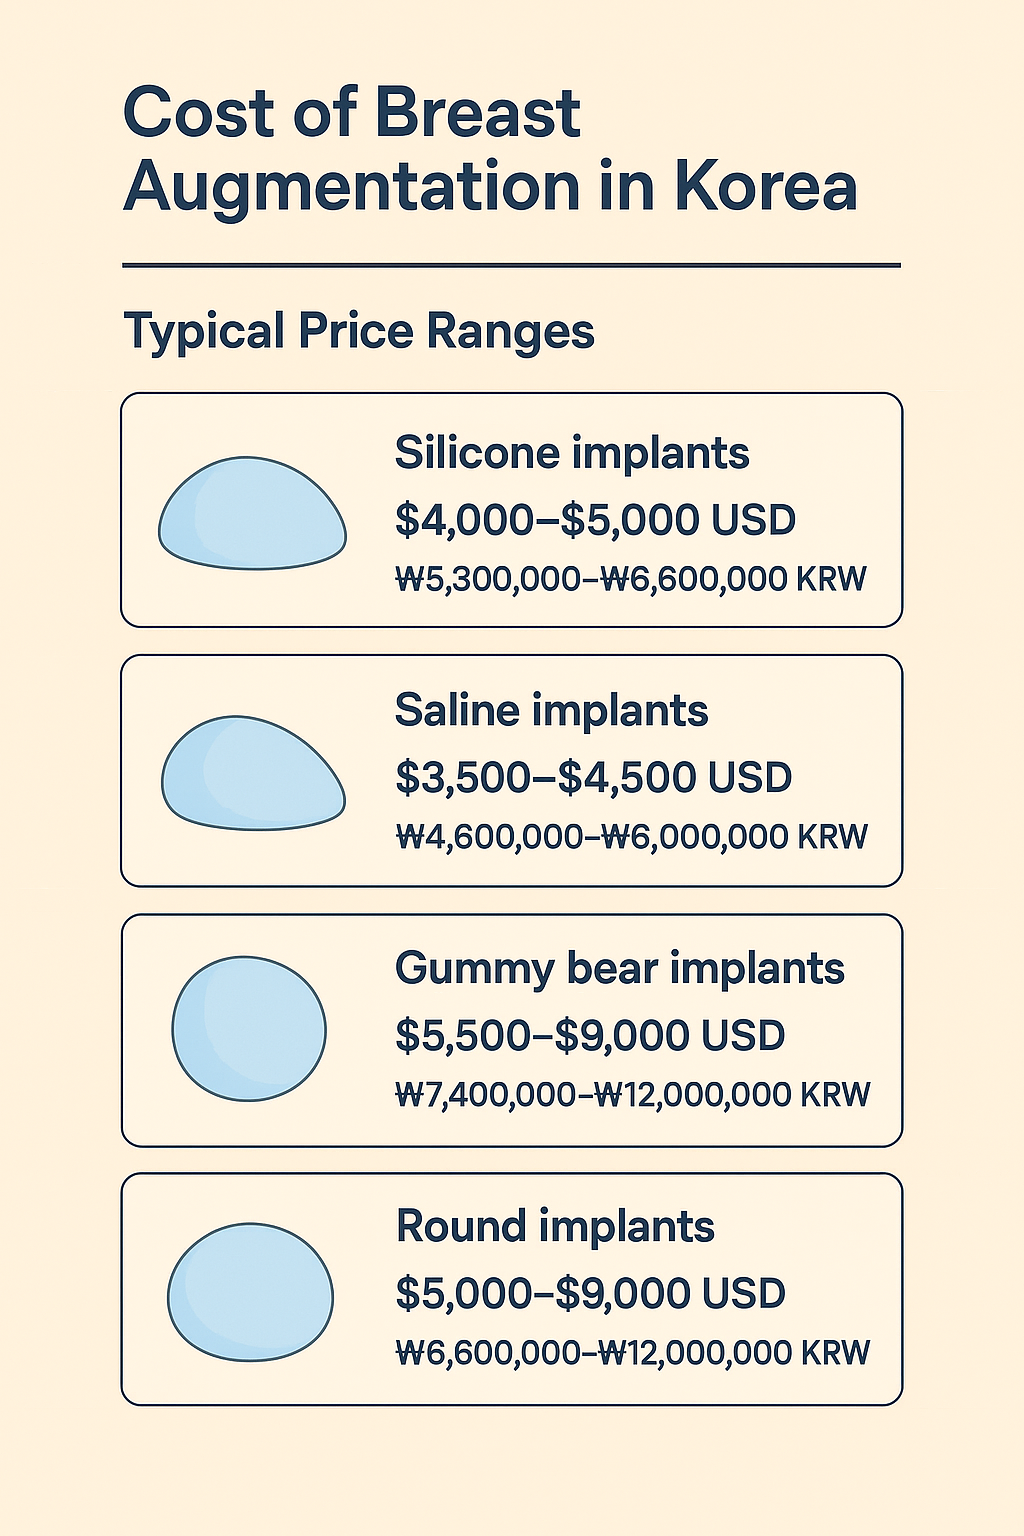 Cost of Breast
Augmentation in Korea
Typical Price Ranges
Silicone implants
$4,000–$5,000 USD
₩5,300,000–₩6,600,000 KRW
Saline implants
$3,500–$4,500 USD
₩4,600,000–₩6,000,000 KRW
Gummy bear implants
$5,500–$9,000 USD
₩7,400,000–₩12,000,000 KRW
Round implants
$5,000–$9,000 USD
₩6,600,000–₩12,000,000 KRW